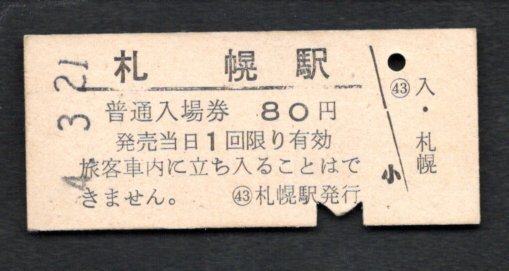 札幌駅
普通入場券 80円
発売当日1回限り有効
旅客車内に立ち入ることはで
きません。 ㊸札幌駅発行
㊸入・札幌
小
3.21